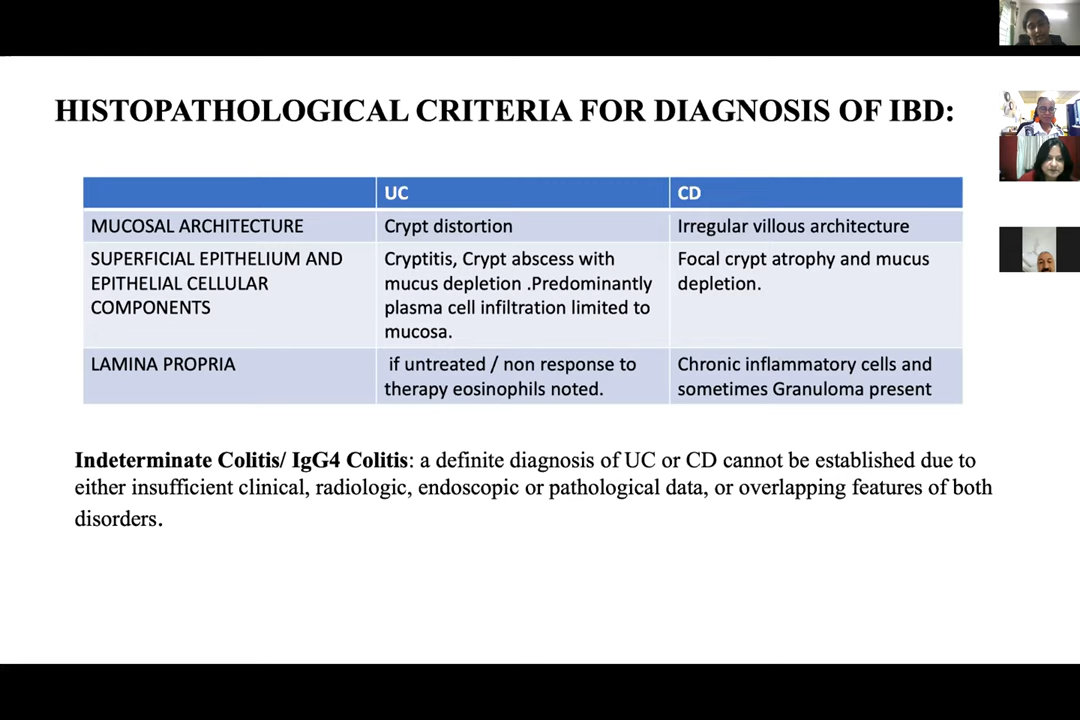 HISTOPATHOLOGICAL CRITERIA FOR DIAGNOSIS OF IBD:
UC CD
MUCOSAL ARCHITECTURE Crypt distortion Irregular villous architecture
SUPERFICIAL EPITHELIUM AND Cryptitis, Crypt abscess with Focal crypt atrophy and mucus
EPITHELIAL CELLULAR mucus depletion .Predominantly depletion.
COMPONENTS plasma cell infiltration limited to
mucosa.
LAMINA PROPRIA if untreated / non response to Chronic inflammatory cells and
therapy eosinophils noted. sometimes Granuloma present
Indeterminate Colitis/ IgG4 Colitis: a definite diagnosis of UC or CD cannot be established due to
either insufficient clinical, radiologic, endoscopic or pathological data, or overlapping features of both
disorders.